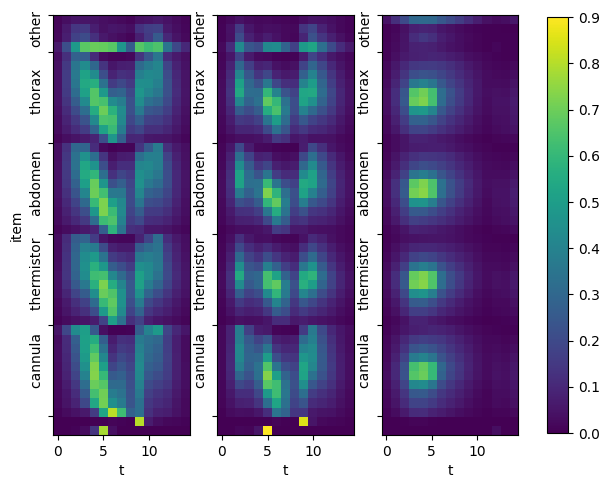 item
other
thorax
abdomen
thermistor
cannula
0 5 10
t
other
thorax
abdomen
thermistor
cannula
0 5 10
t
other
thorax
abdomen
thermistor
cannula
0 5 10
t
0.9
0.8
0.7
0.6
0.5
0.4
0.3
0.2
0.1
0.0